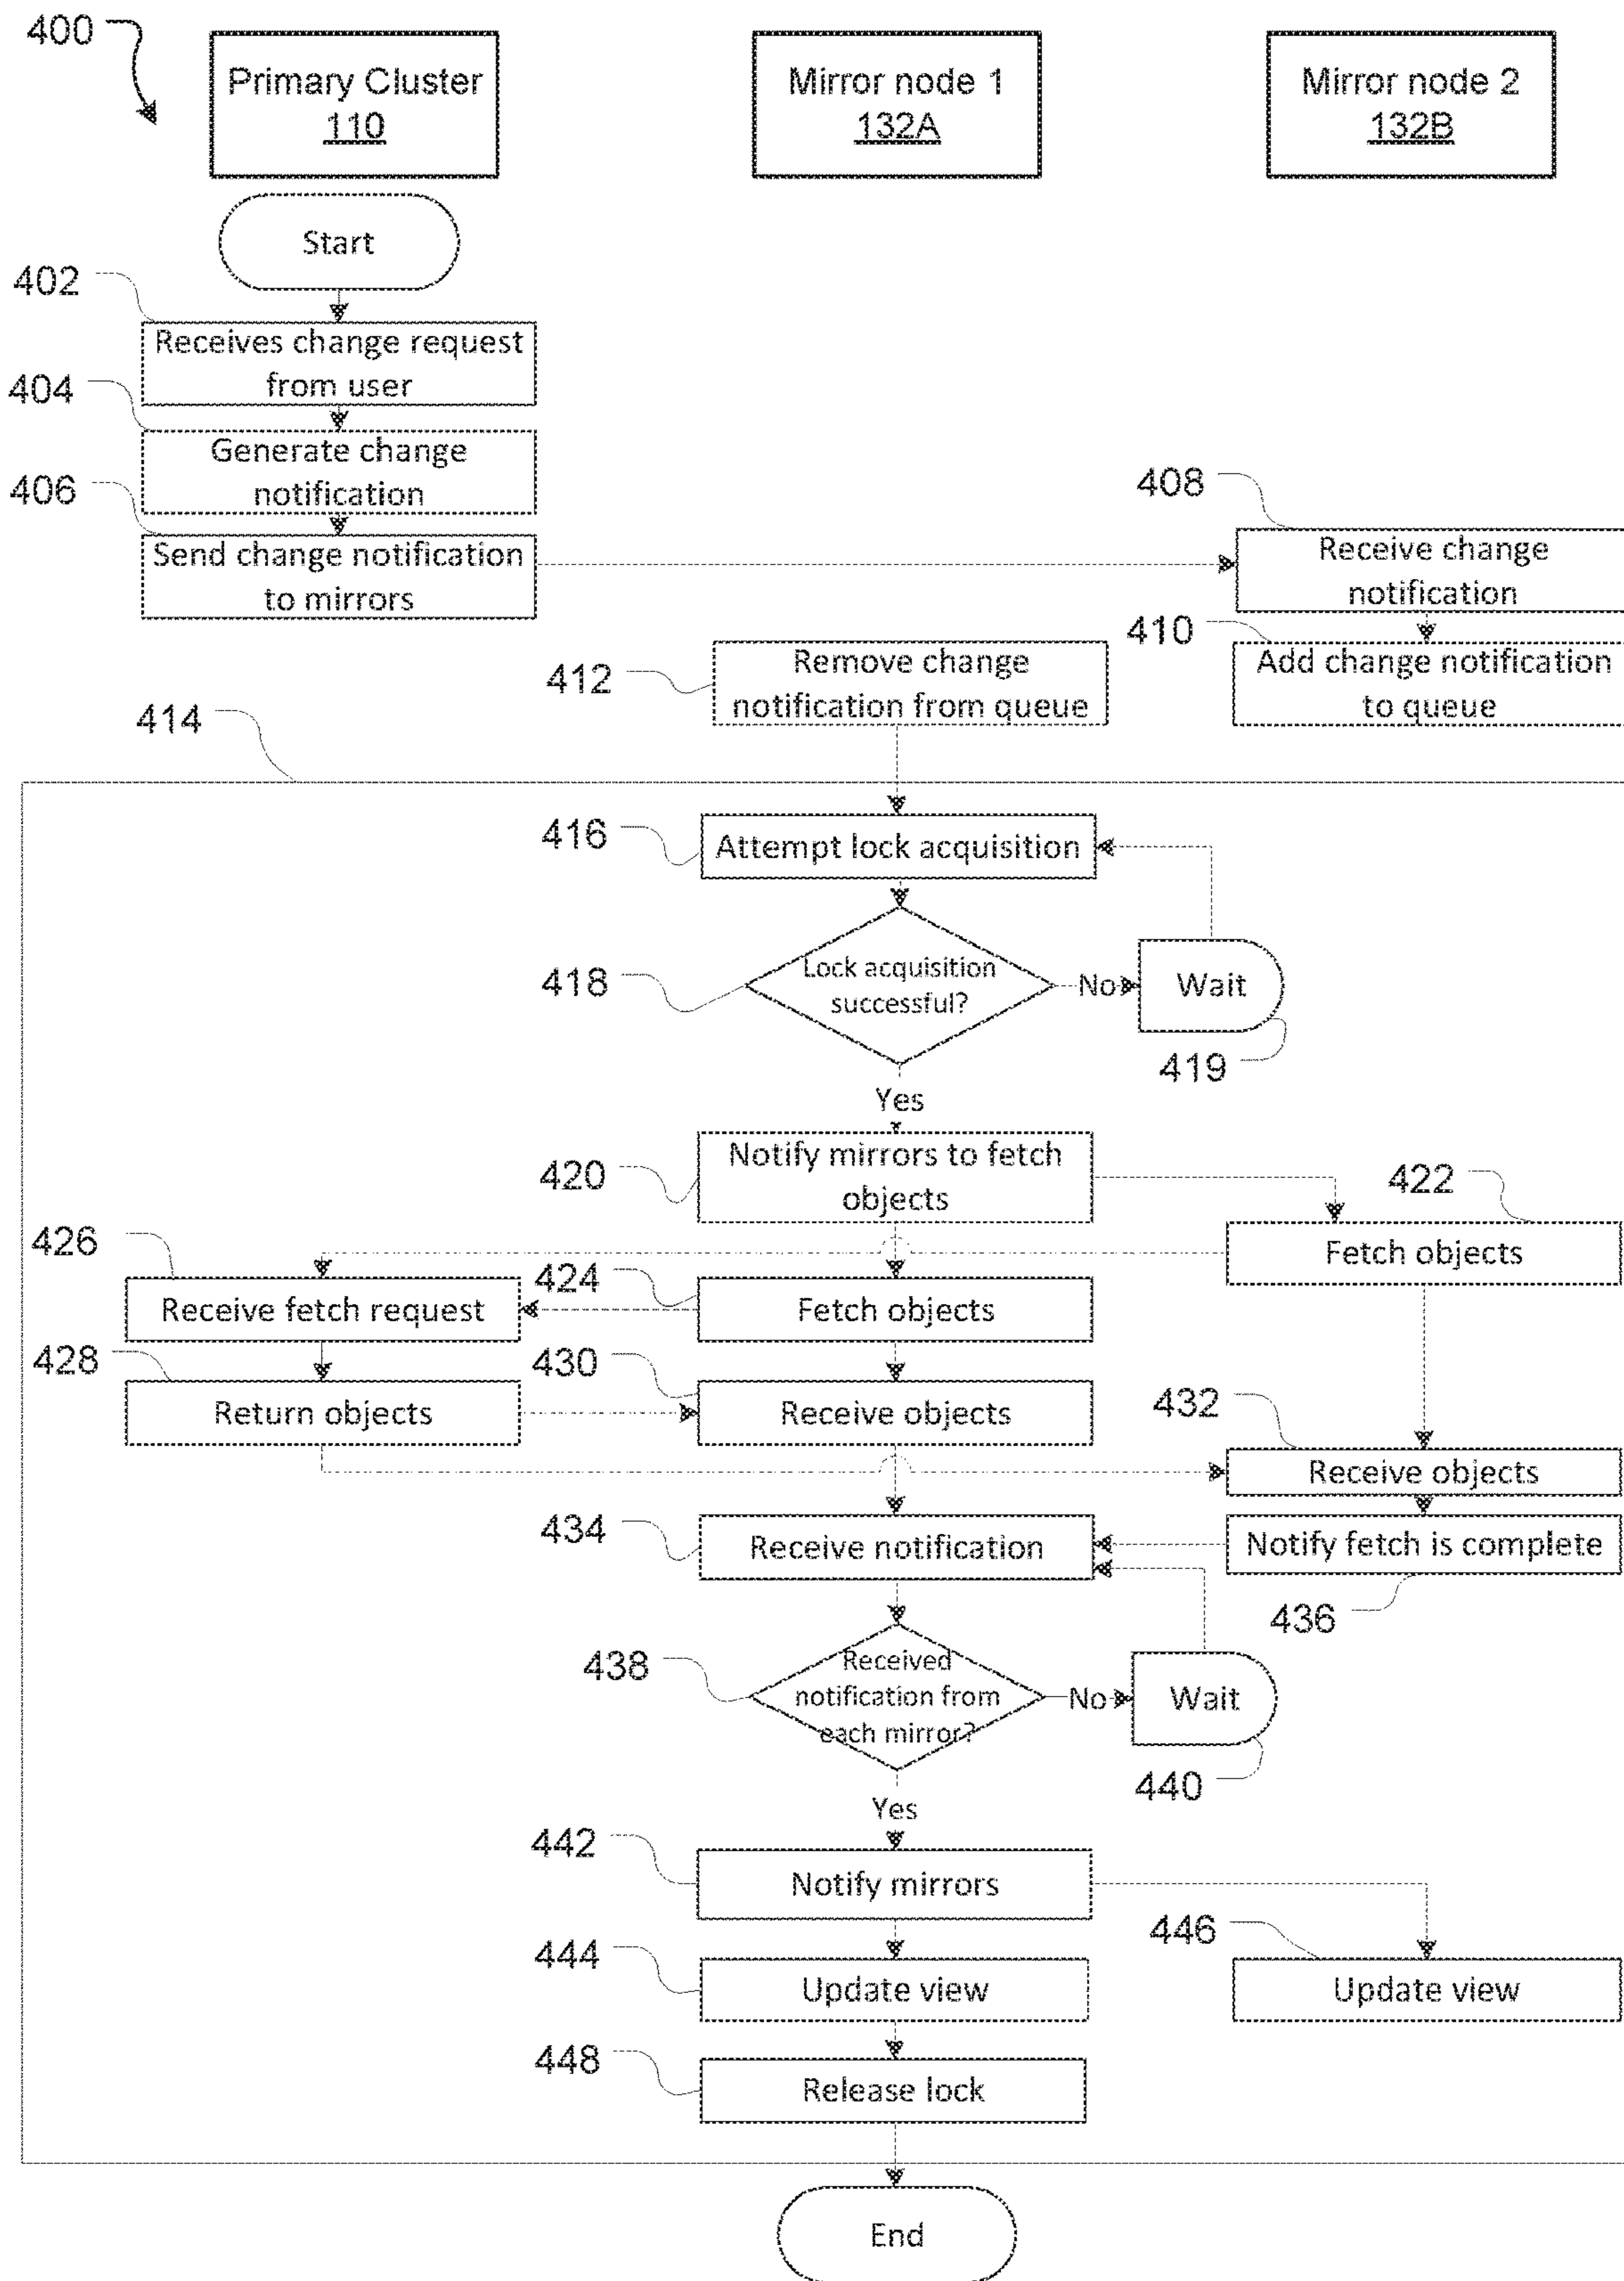 400
Primary Cluster
110
Mirror node 1
132A
Mirror node 2
132B
Start
402
Receives change request
from user
404
Generate change
notification
406
Send change notification
to mirrors
408
Receive change
notification
410
Add change notification
to queue
412
Remove change
notification from queue
414
416
Attempt lock acquisition
418
Lock acquisition
successful?
No
Wait
419
Yes
420
Notify mirrors to fetch
objects
422
Fetch objects
426
Receive fetch request
424
Fetch objects
428
Return objects
430
Receive objects
432
Receive objects
434
Receive notification
Notify fetch is complete
436
438
Received
notification from
each mirror?
No
Wait
440
Yes
442
Notify mirrors
444
Update view
446
Update view
448
Release lock
End